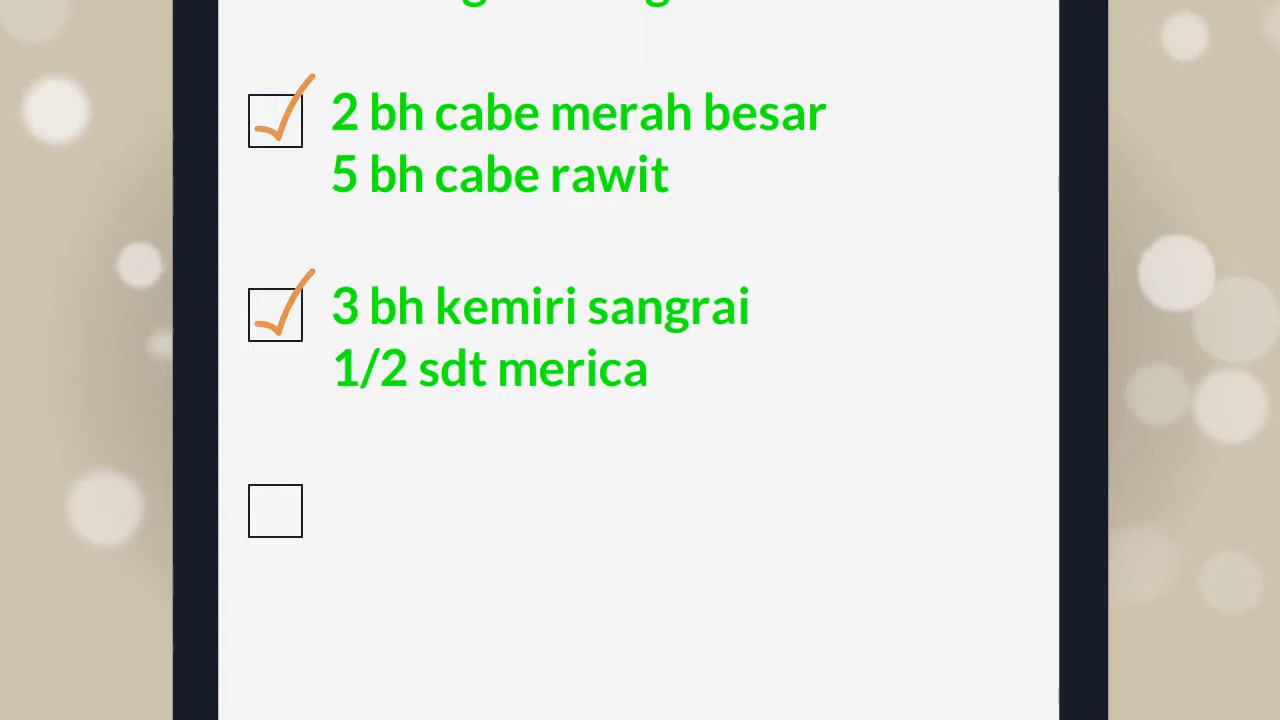 2 bh cabe merah besar
5 bh cabe rawit
3 bh kemiri sangrai
1/2 sdt merica